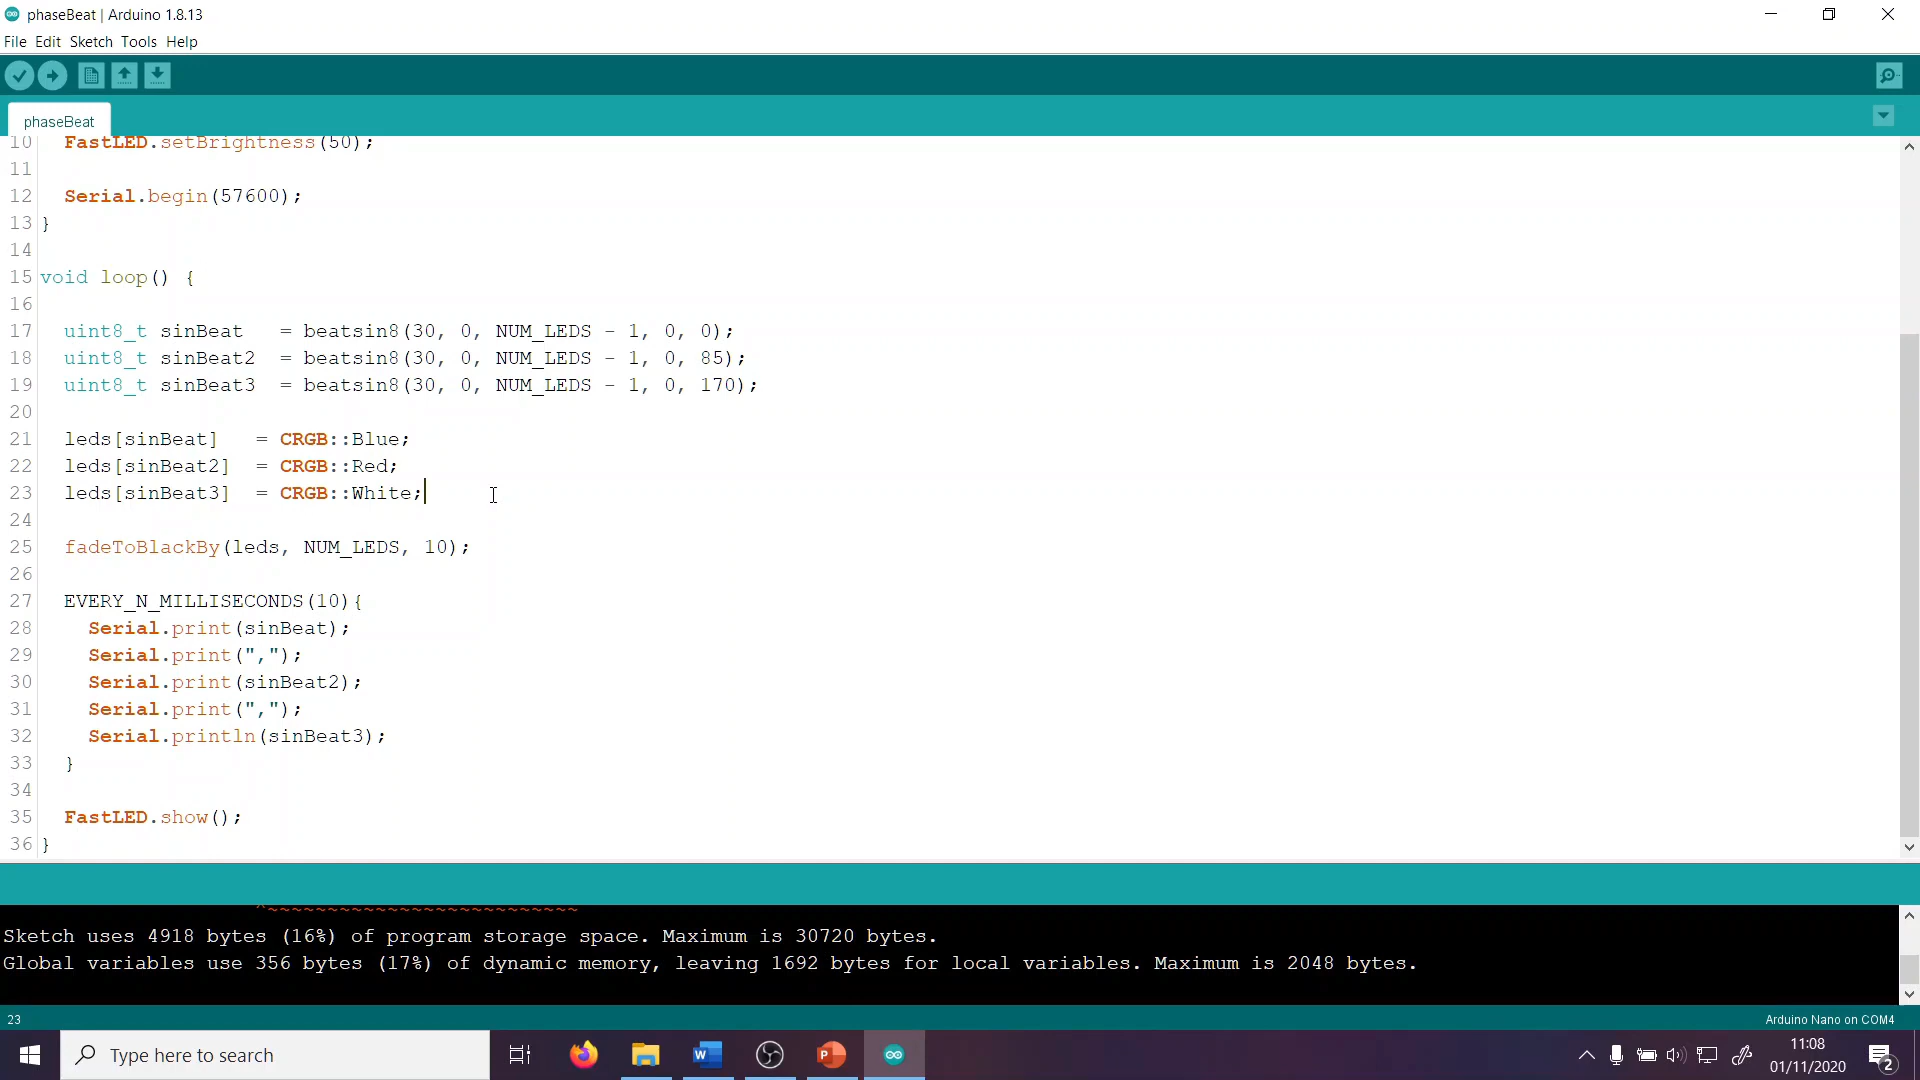 phaseBeat | Arduino 1.8.13
File Edit Sketch Tools Help
phaseBeat
10 FastLED.setBrightness(50);
11
12 Serial.begin(57600);
13 }
14
15 void loop() {
16
17 uint8_t sinBeat = beatsin8(30, 0, NUM_LEDS - 1, 0, 0);
18 uint8_t sinBeat2 = beatsin8(30, 0, NUM_LEDS - 1, 0, 85);
19 uint8_t sinBeat3 = beatsin8(30, 0, NUM_LEDS - 1, 0, 170);
20
21 leds[sinBeat] = CRGB::Blue;
22 leds[sinBeat2] = CRGB::Red;
23 leds[sinBeat3] = CRGB::White;
24
25 fadeToBlackBy(leds, NUM_LEDS, 10);
26
27 EVERY_N_MILLISECONDS(10){
28 Serial.print(sinBeat);
29 Serial.print(",");
30 Serial.print(sinBeat2);
31 Serial.print(",");
32 Serial.println(sinBeat3);
33 }
34
35 FastLED.show();
36 }
^~~~~~~~~~~~~~~~~~~~~~~~~~~
Sketch uses 4918 bytes (16%) of program storage space. Maximum is 30720 bytes.
Global variables use 356 bytes (17%) of dynamic memory, leaving 1692 bytes for local variables. Maximum is 2048 bytes.
23
Arduino Nano on COM4
Type here to search
11:08
01/11/2020
2